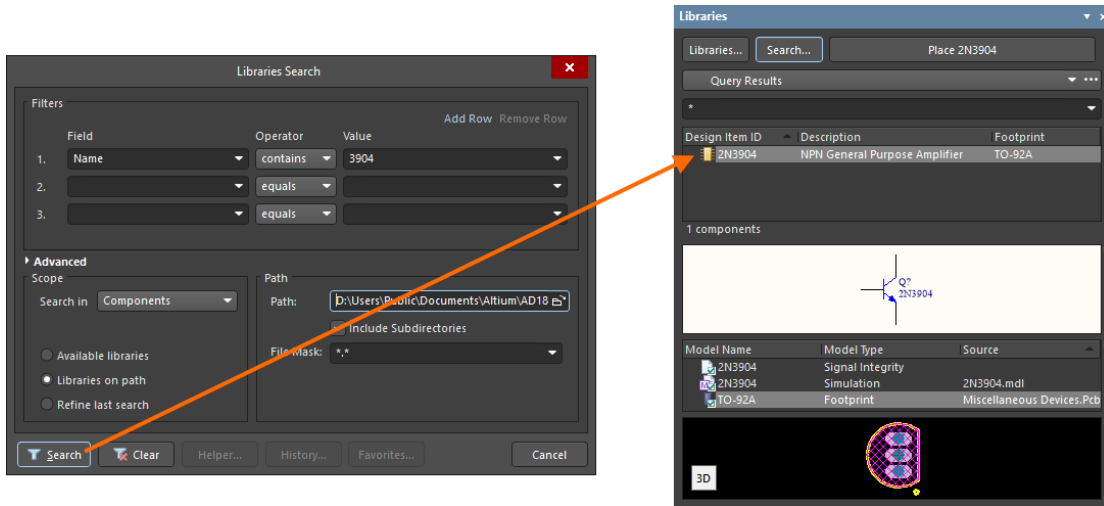 Libraries Search
Filters
Add Row Remove Row
Field Operator Value
1. Name contains 3904
2. equals
3. equals
Advanced
Scope
Search in Components
Available libraries
Libraries on path
Refine last search
Path
Path: D:\Users\Public\Documents\Altium\AD18
Include Subdirectories
File Mask: *.*
Search Clear Helper... History... Favorites... Cancel
Libraries
Libraries... Search... Place 2N3904
Query Results
*
Design Item ID Description Footprint
2N3904 NPN General Purpose Amplifier TO-92A
1 components
Q?
2N3904
Model Name Model Type Source
2N3904 Signal Integrity
2N3904 Simulation 2N3904.mdl
TO-92A Footprint Miscellaneous Devices.Pcb
3D